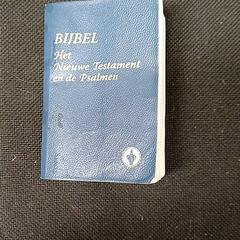 BIJBEL
Het
Nieuwe Testament
en de Psalmen